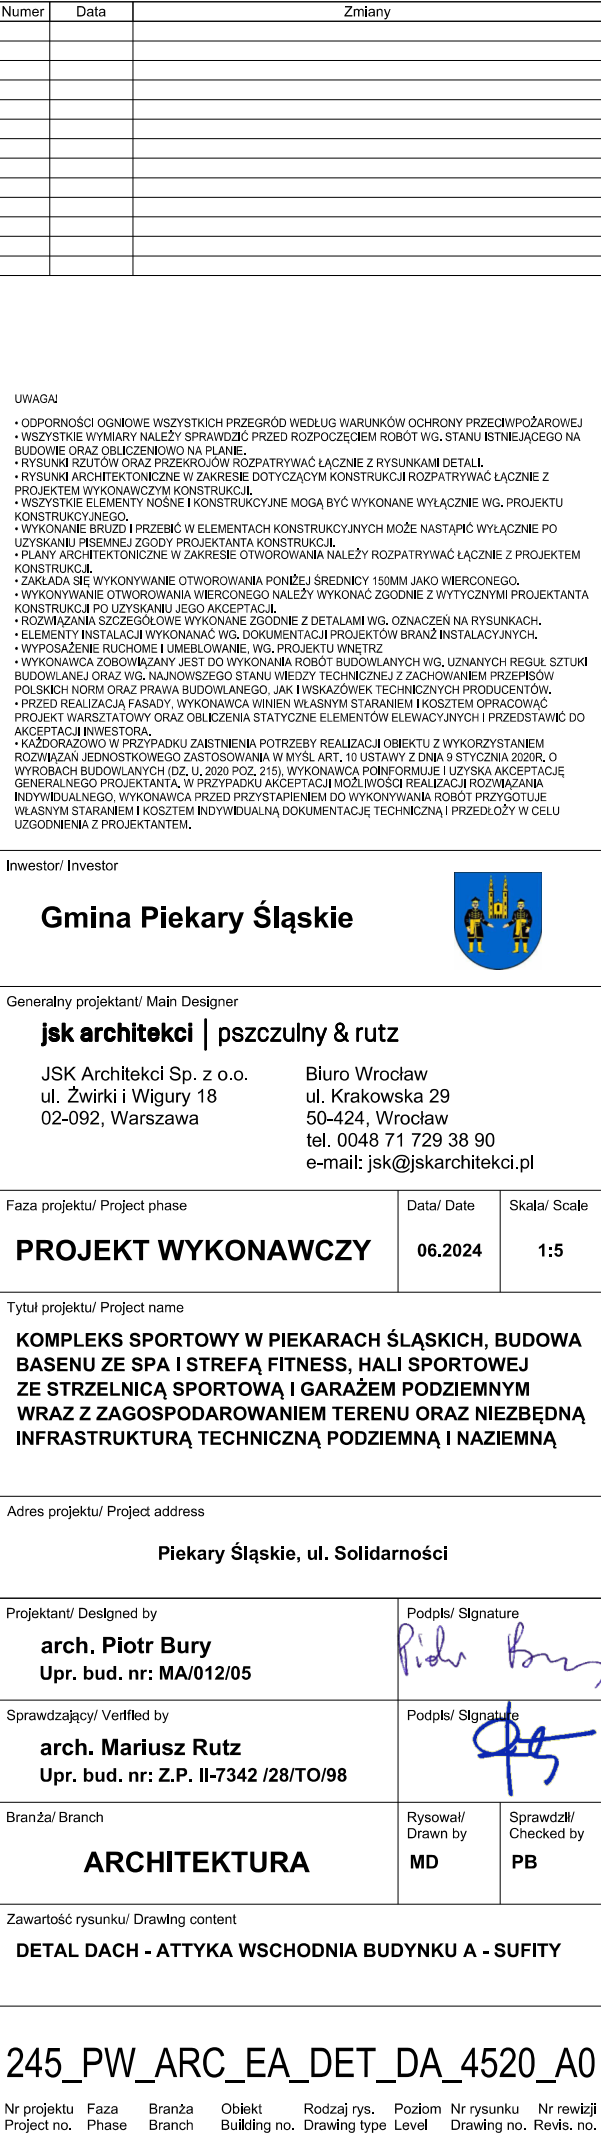 Numer Data Zmiany
UWAGA!
• ODPORNOŚCI OGNIOWE WSZYSTKICH PRZEGRÓD WEDŁUG WARUNKÓW OCHRONY PRZECIWPOŻAROWEJ
• WSZYSTKIE WYMIARY NALEŻY SPRAWDZIĆ PRZED ROZPOCZĘCIEM ROBÓT WG. STANU ISTNIEJĄCEGO NA
BUDOWIE ORAZ OBLICZENIOWO NA PLANIE.
• RYSUNKI RZUTÓW ORAZ PRZEKROJÓW ROZPATRYWAĆ ŁĄCZNIE Z RYSUNKAMI DETALI.
• RYSUNKI ARCHITEKTONICZNE W ZAKRESIE DOTYCZĄCYM KONSTRUKCJI ROZPATRYWAĆ ŁĄCZNIE Z
PROJEKTEM WYKONAWCZYM KONSTRUKCJI.
• WSZYSTKIE ELEMENTY NOŚNE I KONSTRUKCYJNE MOGĄ BYĆ WYKONANE WYŁĄCZNIE WG. PROJEKTU
KONSTRUKCYJNEGO.
• WYKONANIE BRUZD I PRZEBIĆ W ELEMENTACH KONSTRUKCYJNYCH MOŻE NASTĄPIĆ WYŁĄCZNIE PO
UZYSKANIU PISEMNEJ ZGODY PROJEKTANTA KONSTRUKCJI.
• PLANY ARCHITEKTONICZNE W ZAKRESIE OTWOROWANIA NALEŻY ROZPATRYWAĆ ŁĄCZNIE Z PROJEKTEM
KONSTRUKCJI.
• ZAKŁADA SIĘ WYKONYWANIE OTWOROWANIA PONIŻEJ ŚREDNICY 150MM JAKO WIERCONEGO.
• WYKONYWANIE OTWOROWANIA WIERCONEGO NALEŻY WYKONAĆ ZGODNIE Z WYTYCZNYMI PROJEKTANTA
KONSTRUKCJI PO UZYSKANIU JEGO AKCEPTACJI.
• ROZWIĄZANIA SZCZEGÓŁOWE WYKONANE ZGODNIE Z DETALAMI WG. OZNACZEŃ NA RYSUNKACH.
• ELEMENTY INSTALACJI WYKONANAĆ WG. DOKUMENTACJI PROJEKTÓW BRANŻ INSTALACYJNYCH.
• WYPOSAŻENIE RUCHOME I UMEBLOWANIE, WG. PROJEKTU WNĘTRZ
• WYKONAWCA ZOBOWIĄZANY JEST DO WYKONANIA ROBÓT BUDOWLANYCH WG. UZNANYCH REGUŁ SZTUKI
BUDOWLANEJ ORAZ WG. NAJNOWSZEGO STANU WIEDZY TECHNICZNEJ Z ZACHOWANIEM PRZEPISÓW
POLSKICH NORM ORAZ PRAWA BUDOWLANEGO, JAK I WSKAZÓWEK TECHNICZNYCH PRODUCENTÓW.
• PRZED REALIZACJĄ FASADY, WYKONAWCA WINIEN WŁASNYM STARANIEM I KOSZTEM OPRACOWAĆ
PROJEKT WARSZTATOWY ORAZ OBLICZENIA STATYCZNE ELEMENTÓW ELEWACYJNYCH I PRZEDSTAWIĆ DO
AKCEPTACJI INWESTORA.
• KAŻDORAZOWO W PRZYPADKU ZAISTNIENIA POTRZEBY REALIZACJI OBIEKTU Z WYKORZYSTANIEM
ROZWIĄZAŃ JEDNOSTKOWEGO ZASTOSOWANIA W MYŚL ART. 10 USTAWY Z DNIA 9 STYCZNIA 2020R. O
WYROBACH BUDOWLANYCH (DZ. U. 2020 POZ. 215), WYKONAWCA POINFORMUJE I UZYSKA AKCEPTACJĘ
GENERALNEGO PROJEKTANTA. W PRZYPADKU AKCEPTACJI MOŻLIWOŚCI REALIZACJI ROZWIĄZANIA
INDYWIDUALNEGO, WYKONAWCA PRZED PRZYSTĄPIENIEM DO WYKONYWANIA ROBÓT PRZYGOTUJE
WŁASNYM STARANIEM I KOSZTEM INDYWIDUALNĄ DOKUMENTACJĘ TECHNICZNĄ I PRZEDŁOŻY W CELU
UZGODNIENIA Z PROJEKTANTEM.
Inwestor/ Investor
Gmina Piekary Śląskie
Generalny projektant/ Main Designer
jsk architekci | pszczulny & rutz
JSK Architekci Sp. z o.o. Biuro Wrocław
ul. Żwirki i Wigury 18 ul. Krakowska 29
02-092, Warszawa 50-424, Wrocław
tel. 0048 71 729 38 90
e-mail: jsk@jskarchitekci.pl
Faza projektu/ Project phase Data/ Date Skala/ Scale
PROJEKT WYKONAWCZY 06.2024 1:5
Tytuł projektu/ Project name
KOMPLEKS SPORTOWY W PIEKARACH ŚLĄSKICH, BUDOWA
BASENU ZE SPA I STREFĄ FITNESS, HALI SPORTOWEJ
ZE STRZELNICĄ SPORTOWĄ I GARAŻEM PODZIEMNYM
WRAZ Z ZAGOSPODAROWANIEM TERENU ORAZ NIEZBĘDNĄ
INFRASTRUKTURĄ TECHNICZNĄ PODZIEMNĄ I NAZIEMNĄ
Adres projektu/ Project address
Piekary Śląskie, ul. Solidarności
Projektant/ Designed by Podpis/ Signature
arch. Piotr Bury Piotr Bury
Upr. bud. nr: MA/012/05
Sprawdzający/ Verified by Podpis/ Signature
arch. Mariusz Rutz
Upr. bud. nr: Z.P. II-7342 /28/TO/98
Branża/ Branch Rysował/ Sprawdził/
Drawn by Checked by
ARCHITEKTURA MD PB
Zawartość rysunku/ Drawing content
DETAL DACH - ATTYKA WSCHODNIA BUDYNKU A - SUFITY
245_PW_ARC_EA_DET_DA_4520_A0
Nr projektu Faza Branża Obiekt Rodzaj rys. Poziom Nr rysunku Nr rewizji
Project no. Phase Branch Building no. Drawing type Level Drawing no. Revis. no.